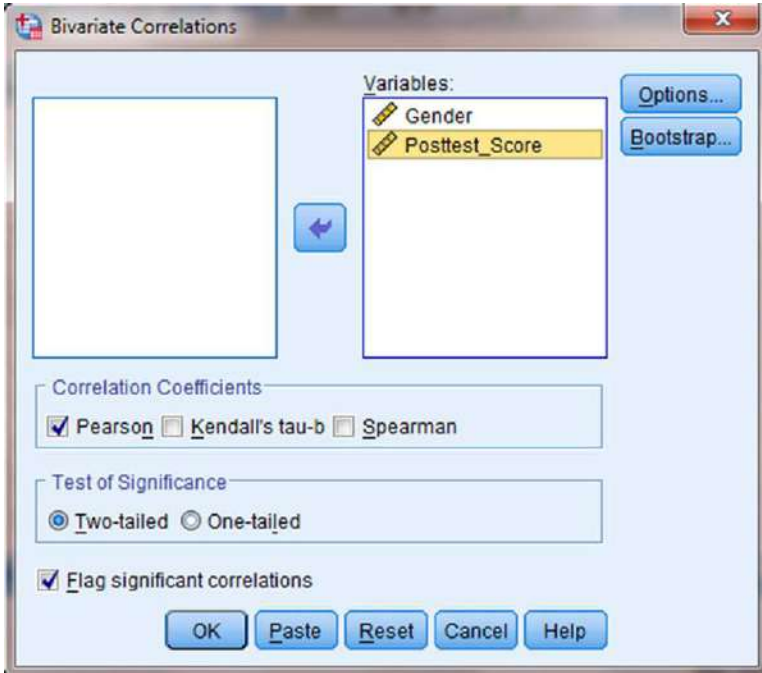 Bivariate Correlations
Variables:
Gender
Posttest_Score
Options...
Bootstrap...
Correlation Coefficients
Pearson Kendall's tau-b Spearman
Test of Significance
Two-tailed One-tailed
Flag significant correlations
OK Paste Reset Cancel Help